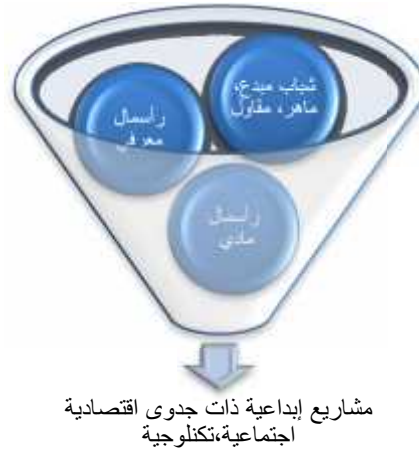 شباب مبدع،
ماهر، مقاول
رأسمال
معرفي
رأسمال
مادي
مشاريع إبداعية ذات جدوى اقتصادية
اجتماعية،تكنلوجية